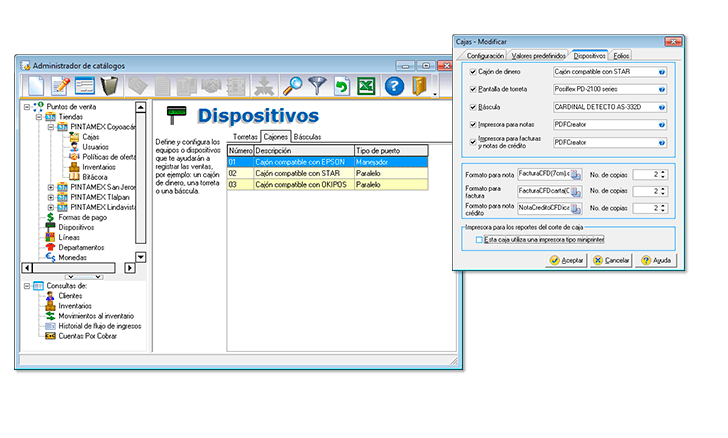 Administrador de catálogos
Puntos de venta
Tiendas
PINTAMEX Coyoacán
Cajas
Usuarios
Políticas de oferta
Inventarios
Bitácora
PINTAMEX San Jeron
PINTAMEX Tlalpan
PINTAMEX Lindavista
Formas de pago
Dispositivos
Líneas
Departamentos
Monedas
Consultas de:
Clientes
Inventarios
Movimientos al inventario
Historial de flujo de ingresos
Cuentas Por Cobrar
Dispositivos
Define y configura los
equipos o dispositivos
que te ayudarán a
registrar las ventas,
por ejemplo: un cajón
de dinero, una torreta
o una báscula.
Torretas Cajones Básculas
Número Descripción Tipo de puerto
01 Cajón compatible con EPSON Manejador
02 Cajón compatible con STAR Paralelo
03 Cajón compatible con OKIPOS Paralelo
Cajas - Modificar
Configuración Valores predefinidos Dispositivos Folios
Cajón de dinero Cajón compatible con STAR
Pantalla de torreta Posiflex PD-2100 series
Báscula CARDINAL DETECTO AS-332D
Impresora para notas PDFCreator
Impresora para facturas
y notas de crédito PDFCreator
Formato para nota FacturaCFD(7cm).c No. de copias 2
Formato para
factura FacturaCFDcarta(C No. de copias 2
Formato para nota
crédito NotaCreditoCFDica No. de copias 2
Impresora para los reportes del corte de caja
Esta caja utiliza una impresora tipo miniprinter
Aceptar Cancelar Ayuda